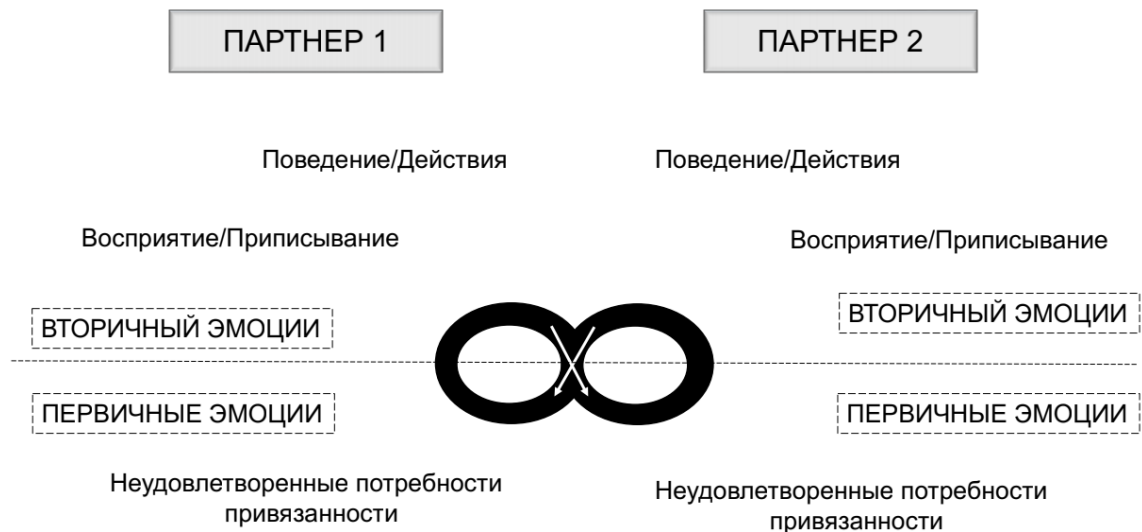 ПАРТНЕР 1
ПАРТНЕР 2
Поведение/Действия
Поведение/Действия
Восприятие/Приписывание
Восприятие/Приписывание
ВТОРИЧНЫЙ ЭМОЦИИ
ВТОРИЧНЫЙ ЭМОЦИИ
ПЕРВИЧНЫЕ ЭМОЦИИ
ПЕРВИЧНЫЕ ЭМОЦИИ
Неудовлетворенные потребности
привязанности
Неудовлетворенные потребности
привязанности